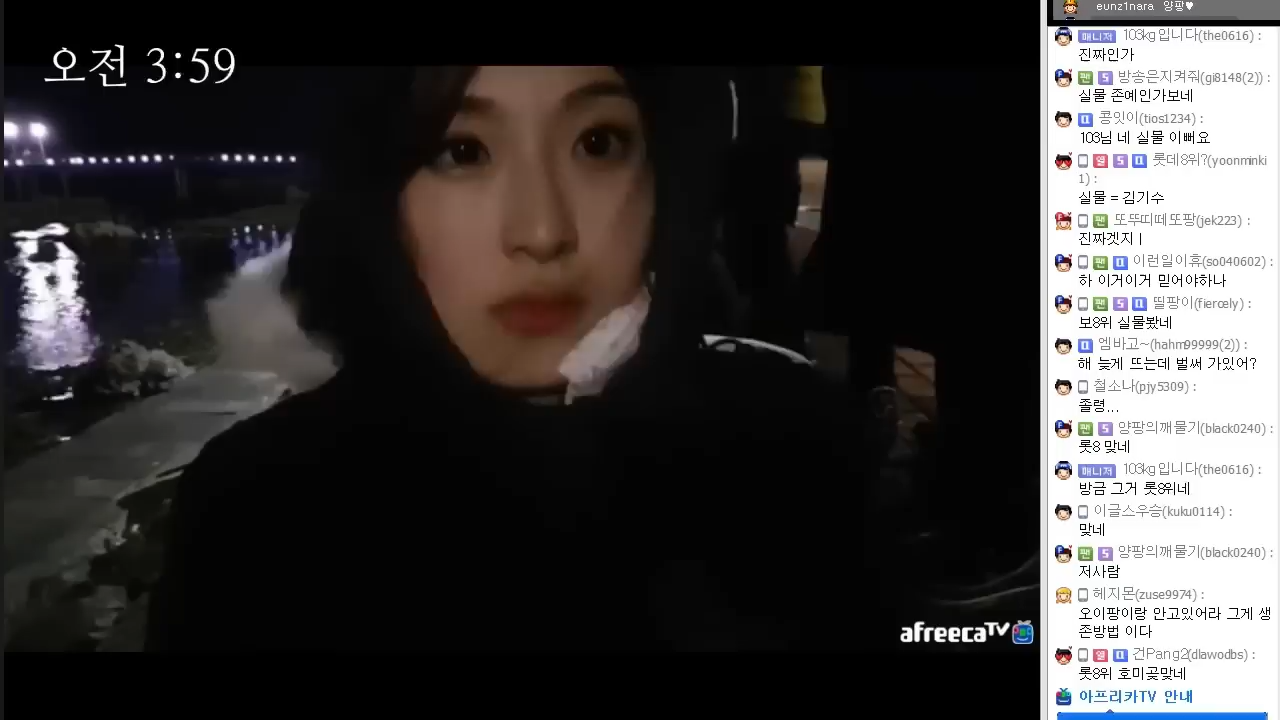 오전 3:59
afreecaTV
eunz1nara 양팡♥
매니저 103kg입니다(the0616) :
진짜인가
팬 S 방송은지켜줘(gi8148(2)) :
실물 존예인가보네
콩잇이(tios1234) :
103님 네 실물 이뻐요
열 S 롯데8위?(yoonminki
1) :
실물 = 김기수
팬 또뚜띠떼또팡(jek223) :
진짜겟지ㅣ
팬 이런일이휴(so040602) :
하 이거이거 믿어야하나
팬 S 띨팡이(fiercely) :
보8위 실물봤네
엠바고~(hahm99999(2)) :
해 늦게 뜨는데 벌써 가있어?
철소나(pjy5309) :
졸령...
팬 S 양팡의깨물기(black0240) :
롯8 맞네
매니저 103kg입니다(the0616) :
방금 그거 롯8위네
이글스우승(kuku0114) :
맞네
팬 S 양팡의깨물기(black0240) :
저사람
헤지몬(zuse9974) :
오이팡이랑 안고있어라 그게 생
존방법 이다
열 건Pang2(dlawodbs) :
롯8위 호미곶맞네
아프리카TV 안내